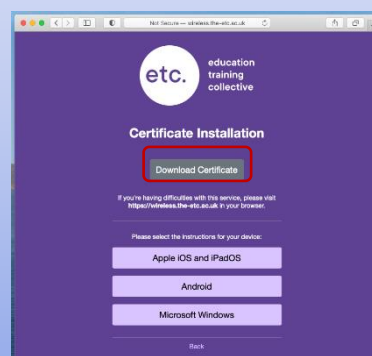 Not Secure — wireless.the-etc.ac.uk
etc.
education
training
collective
Certificate Installation
Download Certificate
If you're having difficulties with this service, please visit
https://wireless.the-etc.ac.uk in your browser.
Please select the instructions for your device:
Apple iOS and iPadOS
Android
Microsoft Windows
Back